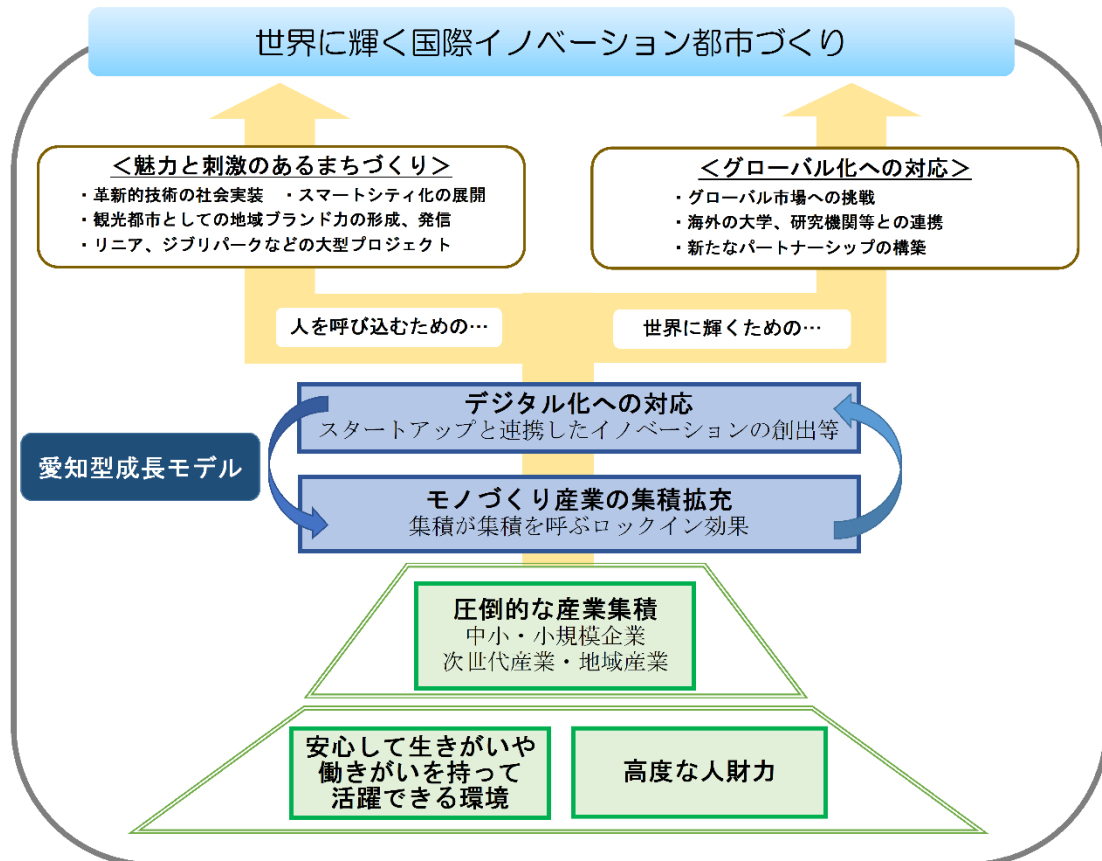 世界に輝く国際イノベーション都市づくり
＜魅力と刺激のあるまちづくり＞
・革新的技術の社会実装　・スマートシティ化の展開
・観光都市としての地域ブランド力の形成、発信
・リニア、ジブリパークなどの大型プロジェクト
＜グローバル化への対応＞
・グローバル市場への挑戦
・海外の大学、研究機関等との連携
・新たなパートナーシップの構築
人を呼び込むための…
世界に輝くための…
デジタル化への対応
スタートアップと連携したイノベーションの創出等
愛知型成長モデル
モノづくり産業の集積拡充
集積が集積を呼ぶロックイン効果
圧倒的な産業集積
中小・小規模企業
次世代産業・地域産業
安心して生きがいや
働きがいを持って
活躍できる環境
高度な人財力